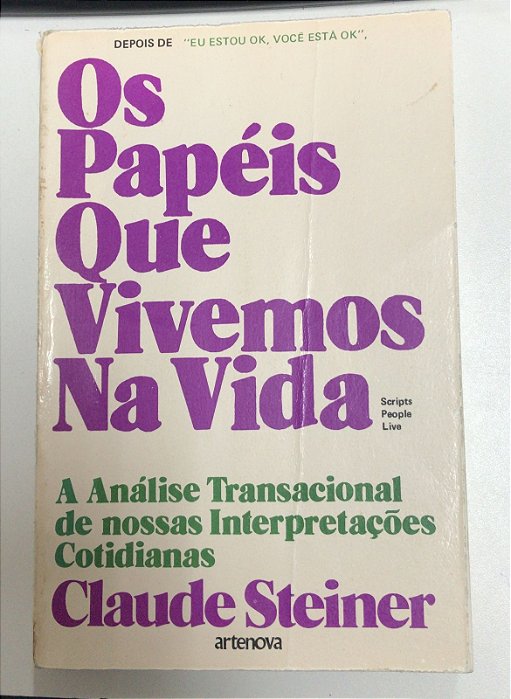 DEPOIS DE "EU ESTOU OK, VOCÊ ESTÁ OK",
Os
Papéis
Que
Vivemos
Na Vida
Scripts
People
Live
A Análise Transacional
de nossas Interpretações
Cotidianas
Claude Steiner
artenova